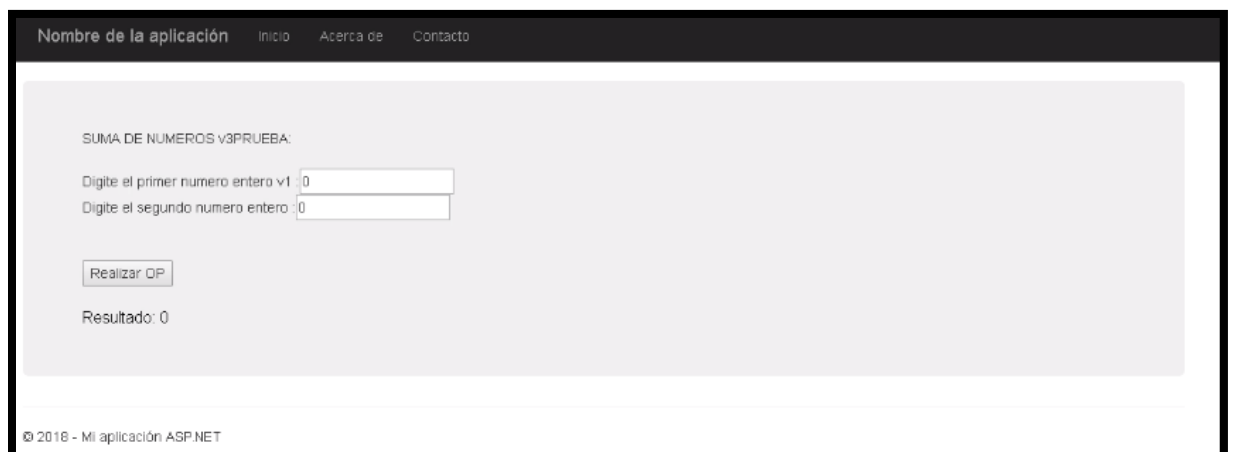 Nombre de la aplicación Inicio Acerca de Contacto
SUMA DE NUMEROS v3PRUEBA:
Digite el primer numero entero v1 : 0
Digite el segundo numero entero : 0
Realizar OP
Resultado: 0
© 2018 - Mi aplicación ASP.NET